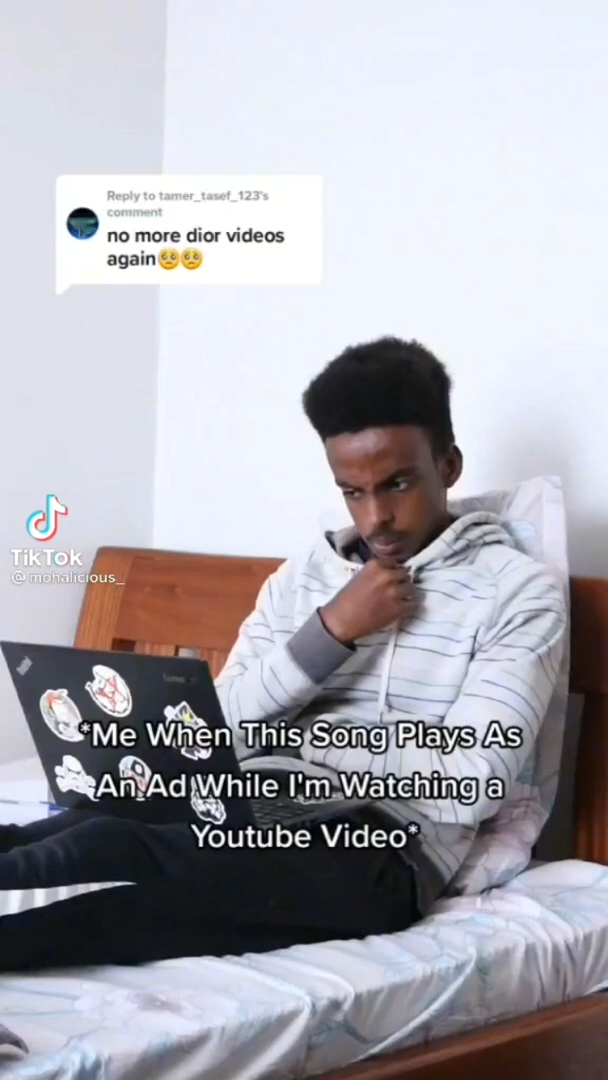 Reply to tamer_tasef_123's
comment
no more dior videos
again🥺🥺
TikTok
@mohalicious_
*Me When This Song Plays As
An Ad While I'm Watching a
Youtube Video*